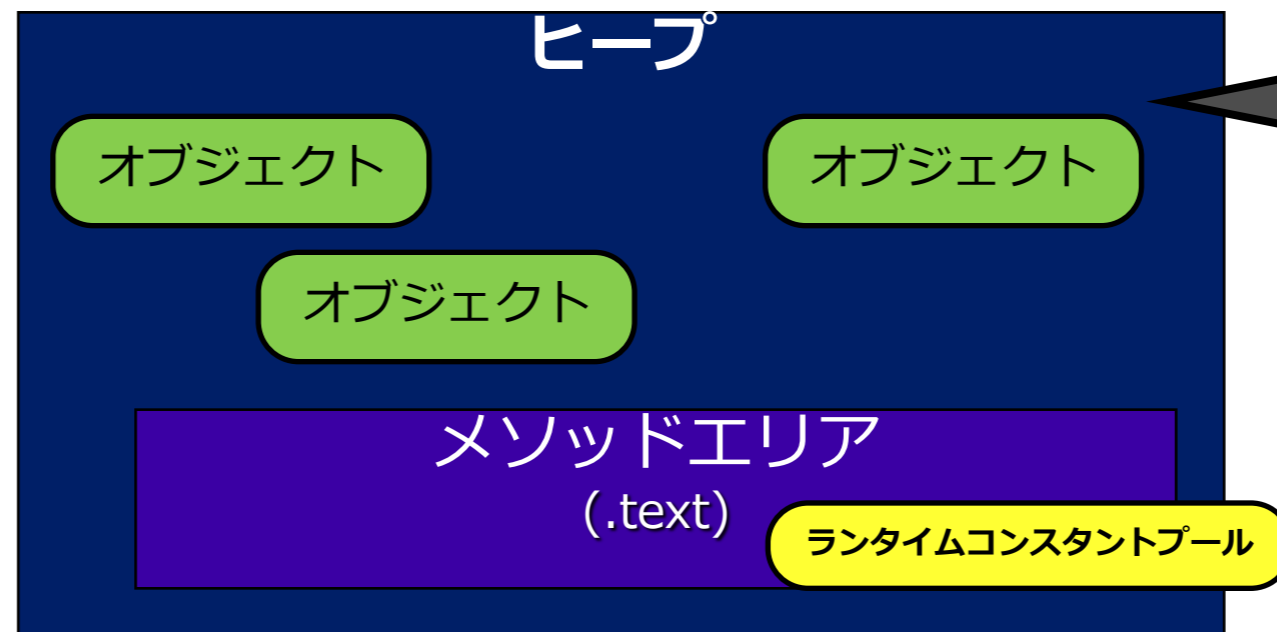 ヒープ
オブジェクト
オブジェクト
オブジェクト
メソッドエリア
(.text)
ランタイムコンスタントプール